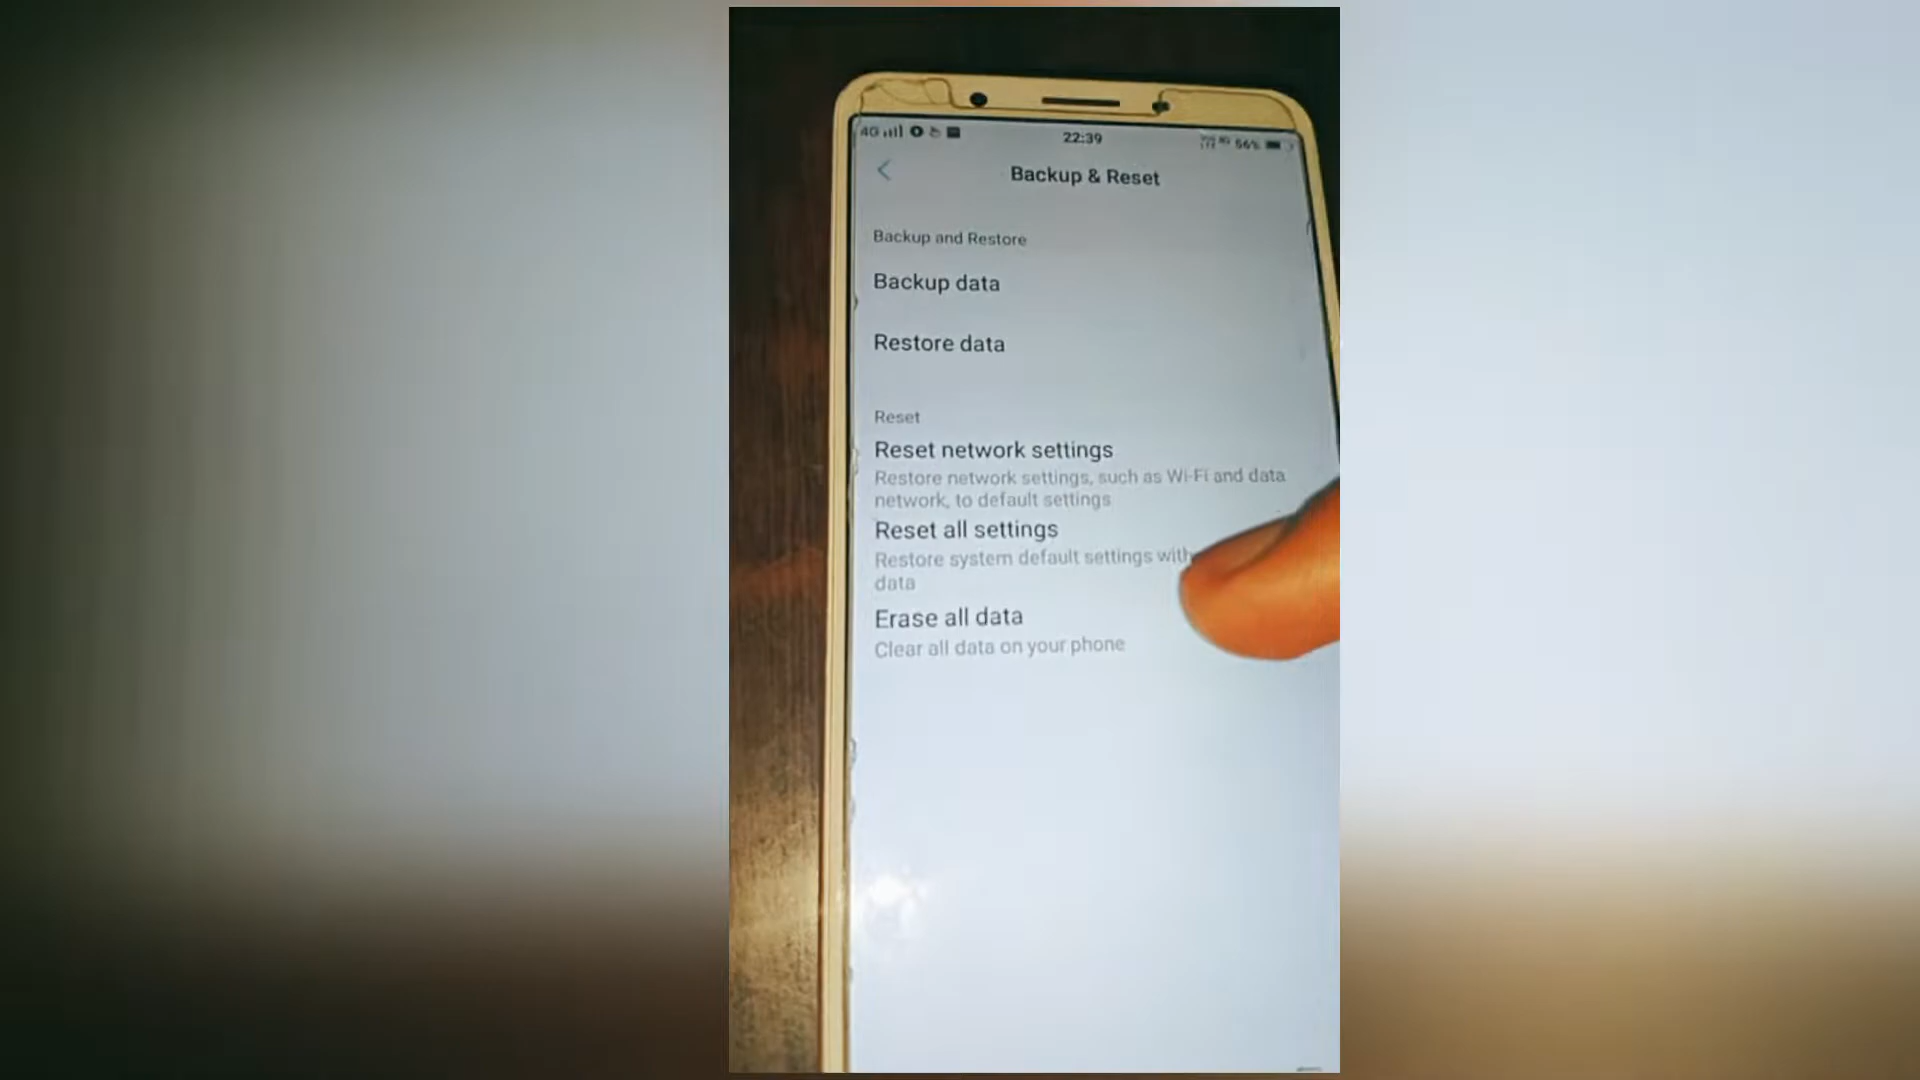 4G
22:39
56%
Backup & Reset
Backup and Restore
Backup data
Restore data
Reset
Reset network settings
Restore network settings, such as Wi-Fi and data
network, to default settings
Reset all settings
Restore system default settings with
data
Erase all data
Clear all data on your phone